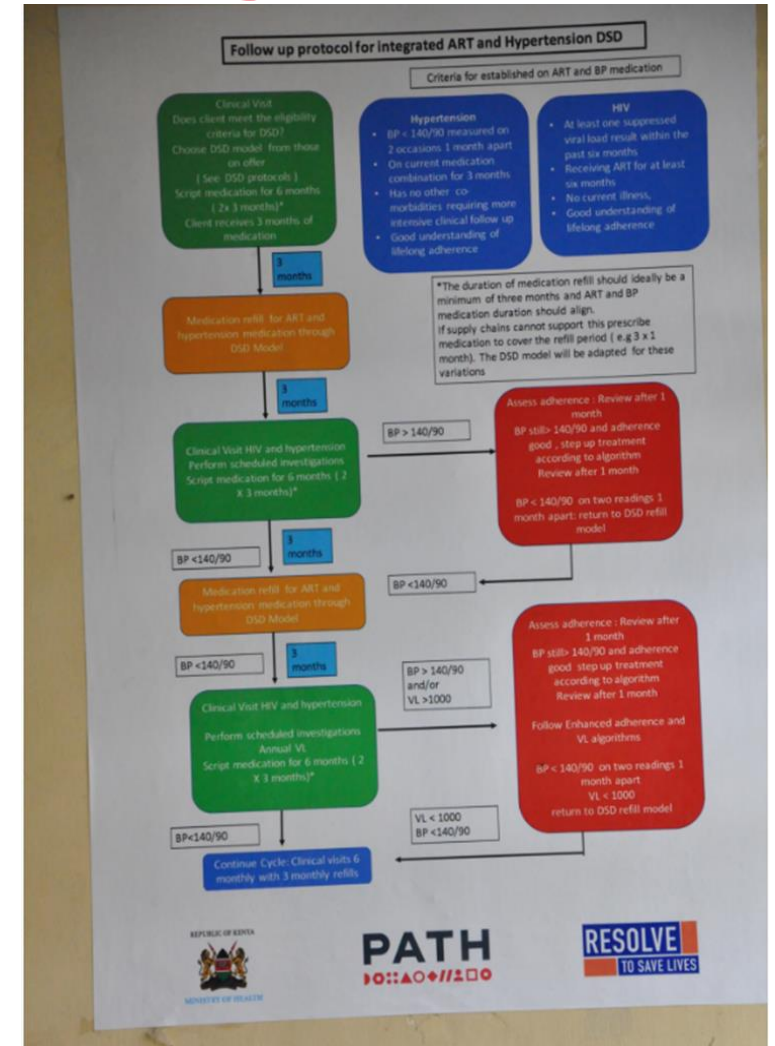 Follow up protocol for integrated ART and Hypertension DSD
Criteria for established on ART and BP medication
Clinical Visit
Does client meet the eligibility
criteria for DSD?
Choose DSD model from those
on offer
( See DSD protocols )
Script medication for 6 months
( 2x 3 months)*
Client receives 3 months of
medication
Hypertension
• BP < 140/90 measured on
2 occasions 1 month apart
• On current medication
combination for 3 months
• Has no other co-
morbidities requiring more
intensive clinical follow up
• Good understanding of
lifelong adherence
HIV
• At least one suppressed
viral load result within the
past six months
• Receiving ART for at least
six months
• No current illness,
• Good understanding of
lifelong adherence
3
months
*The duration of medication refill should ideally be a
minimum of three months and ART and BP
medication duration should align.
If supply chains cannot support this prescribe
medication to cover the refill period ( e.g 3 x 1
month). The DSD model will be adapted for these
variations
Medication refill for ART and
hypertension medication through
DSD Model
3
months
Clinical Visit HIV and hypertension
Perform scheduled investigations
Script medication for 6 months ( 2
X 3 months)*
BP > 140/90
Assess adherence : Review after 1
month
BP still> 140/90 and adherence
good , step up treatment
according to algorithm
Review after 1 month
BP < 140/90 on two readings 1
month apart: return to DSD refill
model
BP <140/90
3
months
BP <140/90
Medication refill for ART and
hypertension medication through
DSD Model
BP <140/90
3
months
BP > 140/90
and/or
VL >1000
Clinical Visit HIV and hypertension
Perform scheduled investigations
Annual VL
Script medication for 6 months ( 2
X 3 months)*
Assess adherence : Review after
1 month
BP still> 140/90 and adherence
good step up treatment
according to algorithm
Review after 1 month
Follow Enhanced adherence and
VL algorithms
BP < 140/90 on two readings 1
month apart
VL < 1000
return to DSD refill model
BP<140/90
VL < 1000
BP <140/90
Continue Cycle: Clinical visits 6
monthly with 3 monthly refills
REPUBLIC OF KENYA
MINISTRY OF HEALTH
PATH
RESOLVE
TO SAVE LIVES